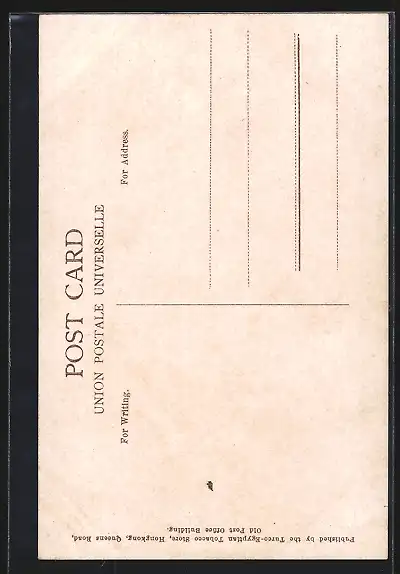 POST CARD
UNION POSTALE UNIVERSELLE
For Writing.
For Address.
Published by the Turco-Egyptian Tobacco Store, Hongkong, Queens Road,
Old Post Office Building.